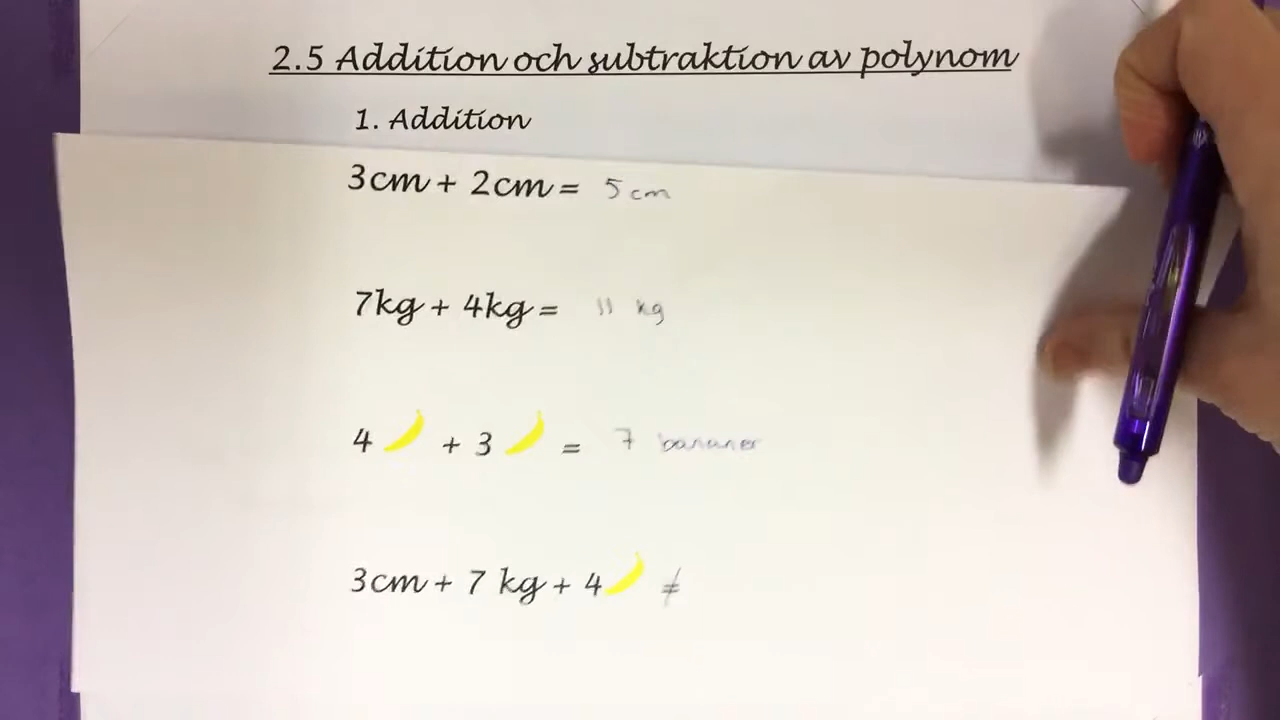 2.5 Addition och subtraktion av polynom
1. Addition
3cm + 2cm = 5 cm
7kg + 4kg = 11 kg
4 + 3 = 7 bananer
3cm + 7 kg + 4 ≠